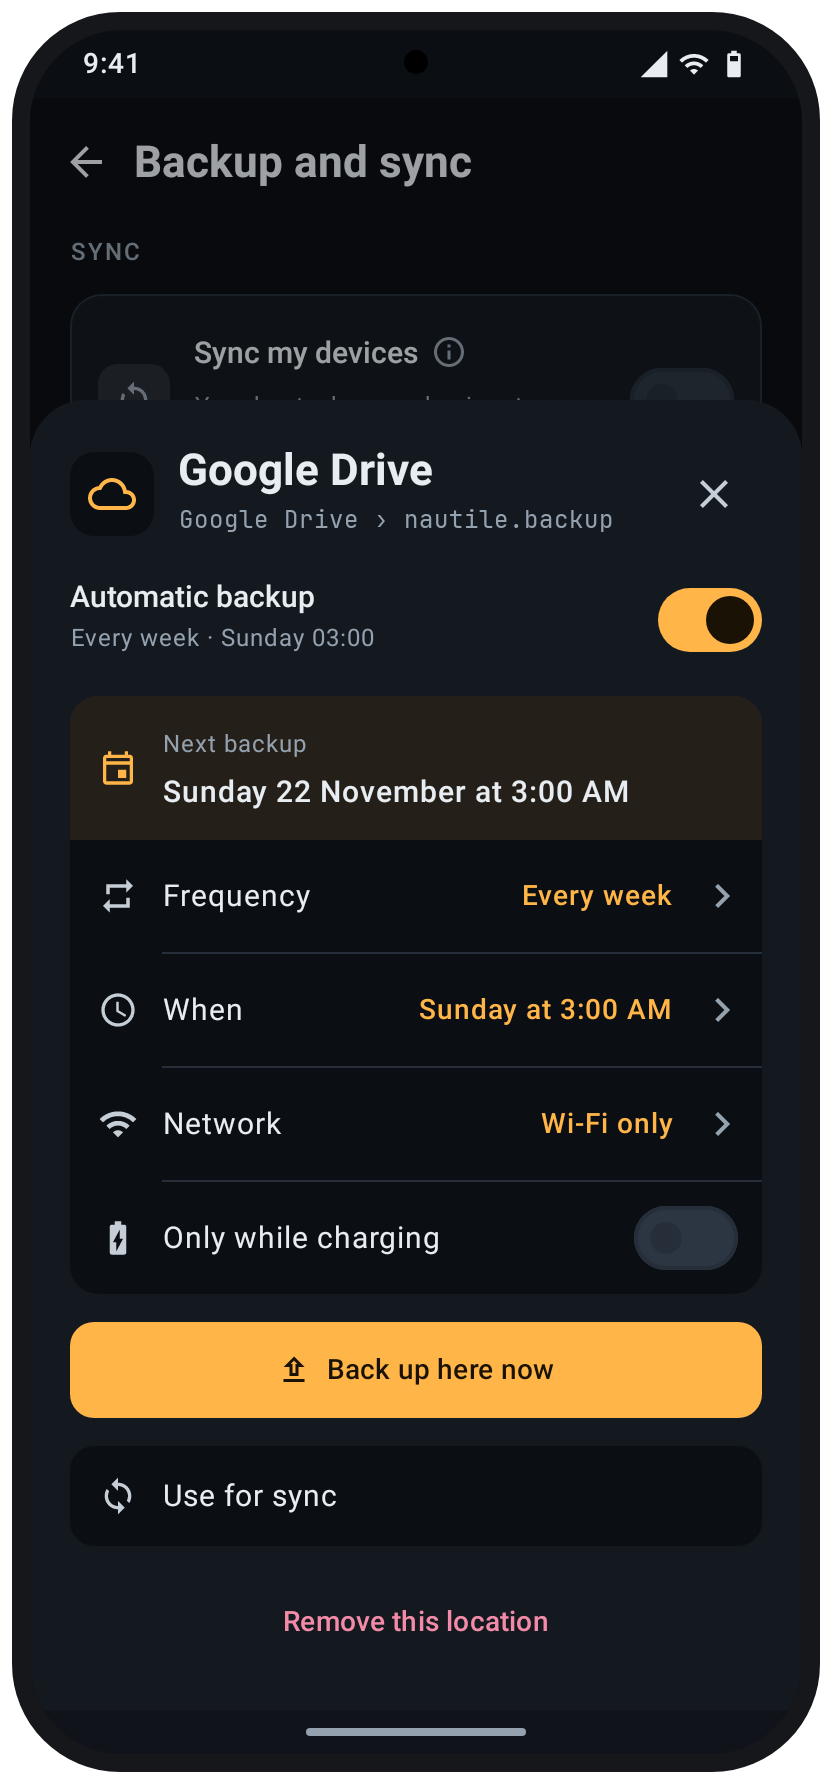 9:41
Backup and sync
SYNC
Sync my devices
Google Drive
Google Drive › nautile.backup
Automatic backup
Every week · Sunday 03:00
Next backup
Sunday 22 November at 3:00 AM
Frequency Every week
When Sunday at 3:00 AM
Network Wi-Fi only
Only while charging
Back up here now
Use for sync
Remove this location